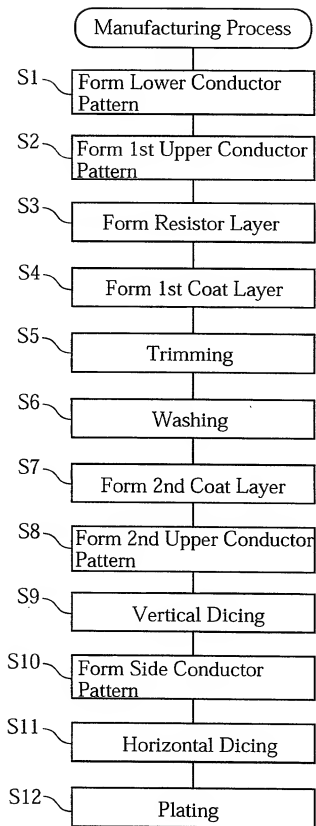 Manufacturing Process
S1
Form Lower Conductor
Pattern
S2
Form 1st Upper Conductor
Pattern
S3
Form Resistor Layer
S4
Form 1st Coat Layer
S5
Trimming
S6
Washing
S7
Form 2nd Coat Layer
S8
Form 2nd Upper Conductor
Pattern
S9
Vertical Dicing
S10
Form Side Conductor
Pattern
S11
Horizontal Dicing
S12
Plating